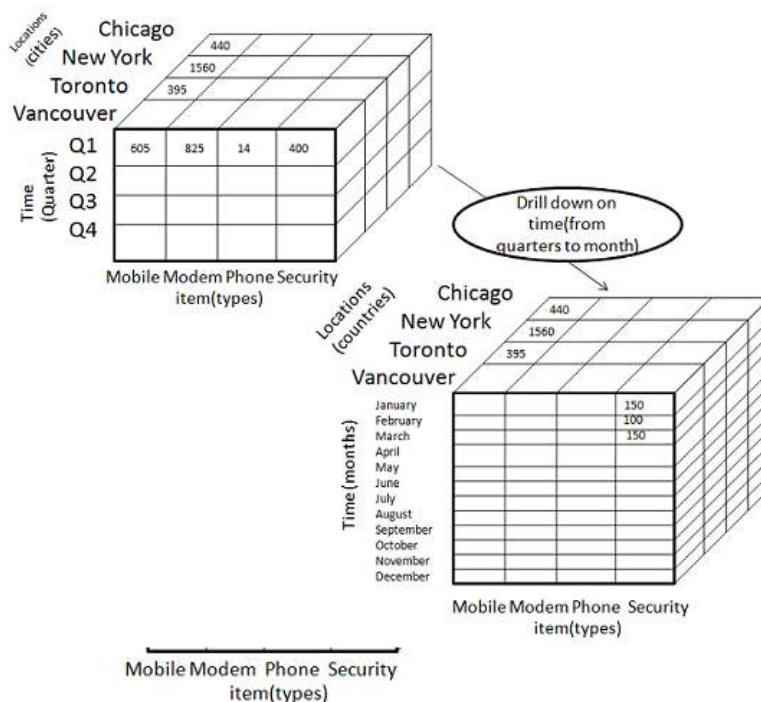 Locations
(cities)
Chicago
New York
Toronto
Vancouver
440
1560
395
Time
(Quarter)
Q1 605 825 14 400
Q2
Q3
Q4
Mobile Modem Phone Security
item(types)
Drill down on
time(from
quarters to month)
Locations
(countries)
Chicago
New York
Toronto
Vancouver
440
1560
395
Time(months)
January 150
February 100
March 150
April
May
June
July
August
September
October
November
December
Mobile Modem Phone Security
item(types)
Mobile Modem Phone Security
item(types)